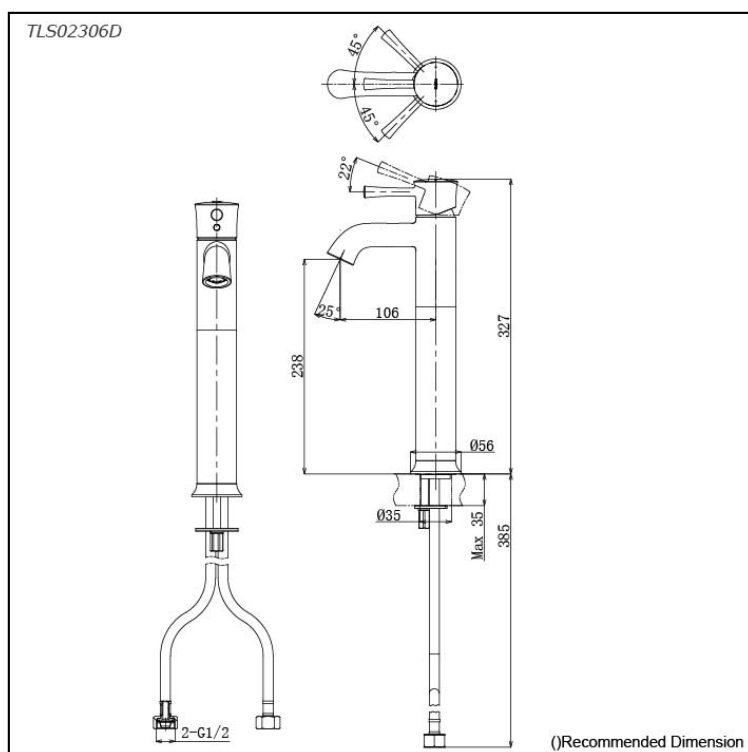 TLS02306D
45°
45°
22°
25°
106
238
327
Ø56
Ø35
Max 35
385
2-G1/2
()Recommended Dimension